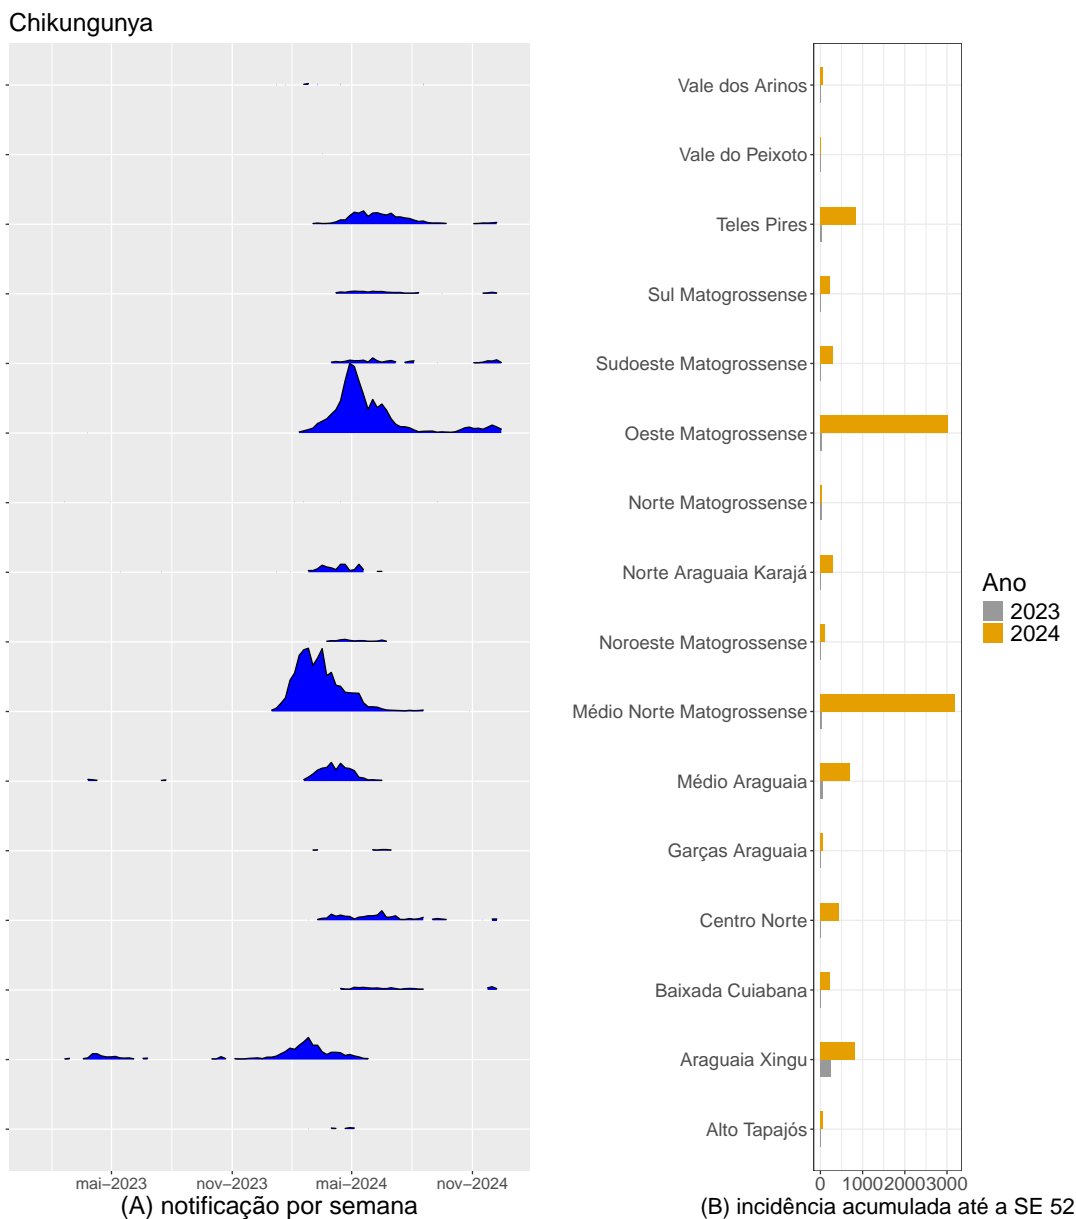 Chikungunya
Vale dos Arinos
Vale do Peixoto
Teles Pires
Sul Matogrossense
Sudoeste Matogrossense
Oeste Matogrossense
Norte Matogrossense
Norte Araguaia Karajá
Noroeste Matogrossense
Médio Norte Matogrossense
Médio Araguaia
Garças Araguaia
Centro Norte
Baixada Cuiabana
Araguaia Xingu
Alto Tapajós
Ano
2023
2024
mai–2023 nov–2023 mai–2024 nov–2024
0 1000 2000 3000
(A) notificação por semana
(B) incidência acumulada até a SE 52